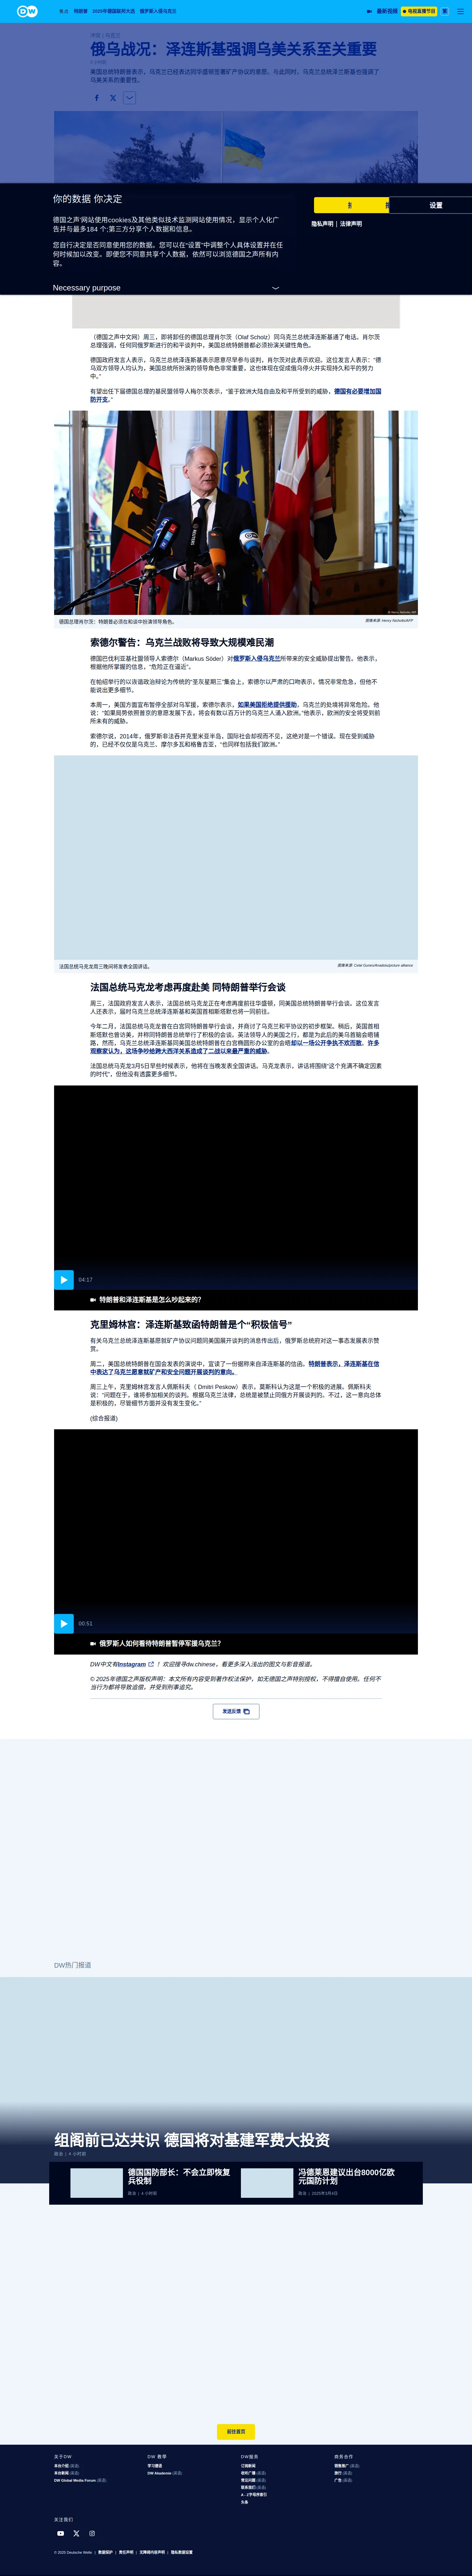 DW
焦点
特朗普
2025年德国联邦大选
俄罗斯入侵乌克兰
最新视频
电视直播节目
冲突 | 乌克兰
俄乌战况：泽连斯基强调乌美关系至关重要
美国总统特朗普表示，乌克兰已经表达同华盛顿签署矿产协议的意愿。与此同时，乌克兰总统泽兰斯基也强调了
乌美关系的重要性。
你的数据 你决定
德国之声 网站使用cookies及其他类似技术监测网站使用情况，显示个人化广
告并与最多184 个;第三方分享个人数据和信息。
您自行决定是否同意使用您的数据。您可以在“设置”中调整个人具体设置并在任
何时候加以改变。即便您不同意共享个人数据，依然可以浏览德国之声所有内
容。
Necessary purpose
设置
隐私声明 | 法律声明
（德国之声中文网）周三，即将卸任的德国总理肖尔茨（Olaf Scholz）同乌克兰总统泽连斯基通了电话。肖尔茨
总理强调，任何同俄罗斯进行的和平谈判中，美国总统特朗普都必须扮演关键性角色。
德国政府发言人表示，乌克兰总统泽连斯基表示愿意尽早参与谈判，肖尔茨对此表示欢迎。这位发言人表示：“德
乌双方领导人均认为，美国总统所扮演的领导角色非常重要，这也体现在促成俄乌停火并实现持久和平的努力
中。”
有望出任下届德国总理的基民盟领导人梅尔茨表示，“鉴于欧洲大陆自由及和平所受到的威胁，德国有必要增加国
防开支。”
德国总理肖尔茨：特朗普必须在和谈中扮演领导角色。
图像来源: Henry Nicholls/AFP
索德尔警告：乌克兰战败将导致大规模难民潮
德国巴伐利亚基社盟领导人索德尔（Markus Söder）对俄罗斯入侵乌克兰所带来的安全威胁提出警告。他表示，
根据他所掌握的信息，“危险正在逼近”。
在帕绍举行的以诙谐政治辩论为传统的“圣灰星期三”集会上，索德尔以严肃的口吻表示，情况非常危急，但他不
能说出更多细节。
本周一，美国方面宣布暂停全部对乌军援，索德尔表示，如果美国拒绝提供援助，乌克兰的处境将异常危险。他
说：“如果局势依照普京的意愿发展下去，将会有数以百万计的乌克兰人涌入欧洲。”他表示，欧洲的安全将受到前
所未有的威胁。
索德尔说，2014年，俄罗斯非法吞并克里米亚半岛，国际社会却视而不见，这绝对是一个错误。现在受到威胁
的，已经不仅仅是乌克兰。摩尔多瓦和格鲁吉亚，“也同样包括我们欧洲。”
法国总统马克龙周三晚间将发表全国讲话。
图像来源: Celal Gunes/Anadolu/picture alliance
法国总统马克龙考虑再度赴美 同特朗普举行会谈
周三，法国政府发言人表示，法国总统马克龙正在考虑再度前往华盛顿，同美国总统特朗普举行会谈。这位发言
人还表示，届时乌克兰总统泽连斯基和英国首相斯塔默也将一同前往。
今年二月，法国总统马克龙曾在白宫同特朗普举行会谈，并商讨了乌克兰和平协议的初步框架。稍后，英国首相
斯塔默也曾访美，并称同特朗普总统举行了会谈。英法领导人的美国之行，都是为此后的美乌总统会晤进行铺
路，然而，乌克兰总统泽连斯基同美国总统特朗普在白宫椭圆形办公室的会晤却以一场公开争执不欢而散。许多
观察家认为，这场争吵给跨大西洋关系造成了二战以来最严重的威胁。
法国总统马克龙3月5日早些时候表示，他将在当晚发表全国讲话。马克龙表示，讲话将围绕“这个充满不确定因素
的时代”，但他没有透露更多细节。
04:17
特朗普和泽连斯基是怎么吵起来的？
克里姆林宫：泽连斯基致函特朗普是个“积极信号”
有关乌克兰总统泽连斯基愿就矿产协议问题同美国展开谈判的消息传出后，俄罗斯总统府对这一事态发展表示赞
赏。
周二，美国总统特朗普在国会发表的演说中，宣读了一份据称来自泽连斯基的信函。特朗普表示，泽连斯基在信
中表达了乌克兰愿意就矿产和安全问题开展谈判的意向。
周三上午，克里姆林宫发言人佩斯科夫（ Dmitri Peskow）表示，莫斯科认为这是一个积极的进展。佩斯科夫
说：“问题在于，谁将参加相关的谈判。根据乌克兰法律，总统是被禁止同俄方开展谈判的。不过，这一意向总体
是积极的，尽管细节方面并没有发生变化。”
(综合报道)
00:51
俄罗斯人如何看待特朗普暂停军援乌克兰？
DW中文有Instagram ！欢迎搜寻dw.chinese，看更多深入浅出的图文与影音报道。
© 2025年德国之声版权声明：本文所有内容受到著作权法保护，如无德国之声特别授权，不得擅自使用。任何不
当行为都将导致追偿，并受到刑事追究。
发送反馈
DW热门报道
组阁前已达共识 德国将对基建军费大投资
政治 | 4 小时前
德国国防部长：不会立即恢复
兵役制
政治 | 4 小时前
冯德莱恩建议出台8000亿欧
元国防计划
政治 | 2025年3月4日
前往首页
关于DW
本台介绍 (英语)
本台新闻 (英语)
DW Global Media Forum (英语)
DW 教學
学习德语
DW Akademie (英语)
DW服务
订阅新闻
收听广播 (英语)
常见问题 (英语)
联系我们 (英语)
A - Z字母序索引
头条
商务合作
销售推广 (英语)
旅行 (英语)
广告 (英语)
关注我们
© 2025 Deutsche Welle | 数据保护 | 责任声明 | 无障碍内容声明 | 隐私数据设置